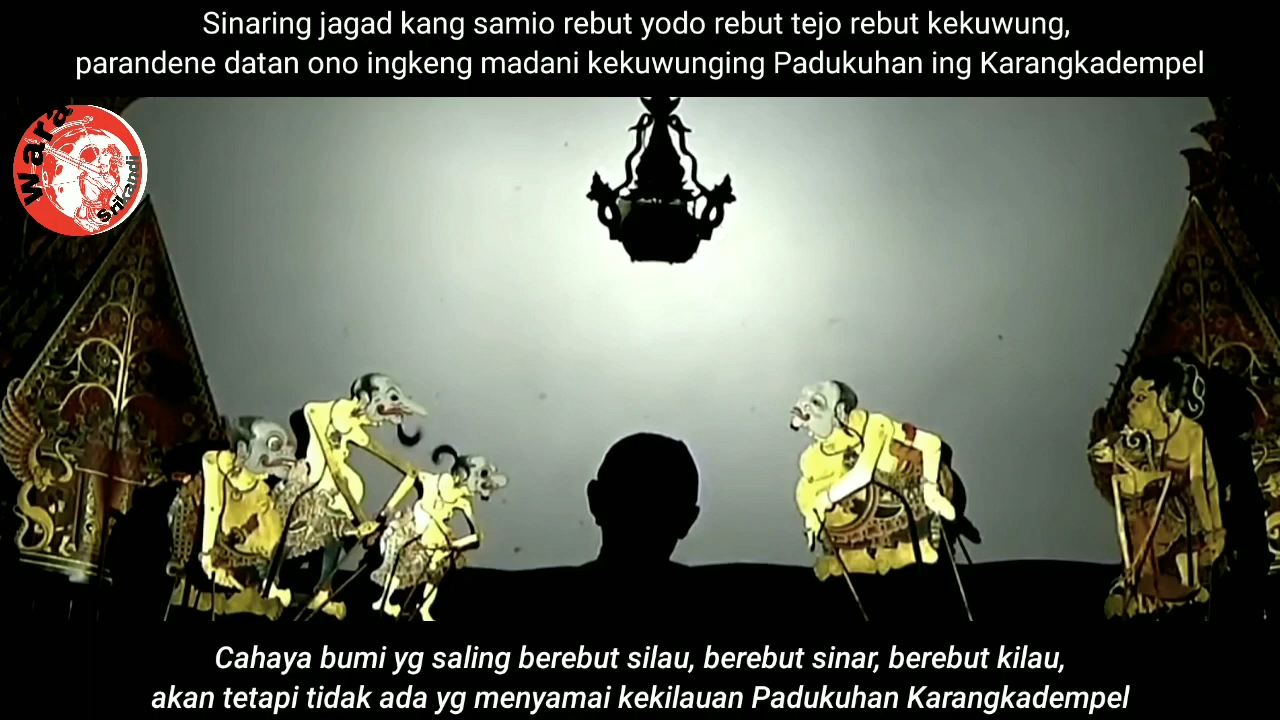 Sinaring jagad kang samio rebut yodo rebut tejo rebut kekuwung,
parandene datan ono ingkeng madani kekuwunging Padukuhan ing Karangkadempel
wara
Srikandi
Cahaya bumi yg saling berebut silau, berebut sinar, berebut kilau,
akan tetapi tidak ada yg menyamai kekilauan Padukuhan Karangkadempel